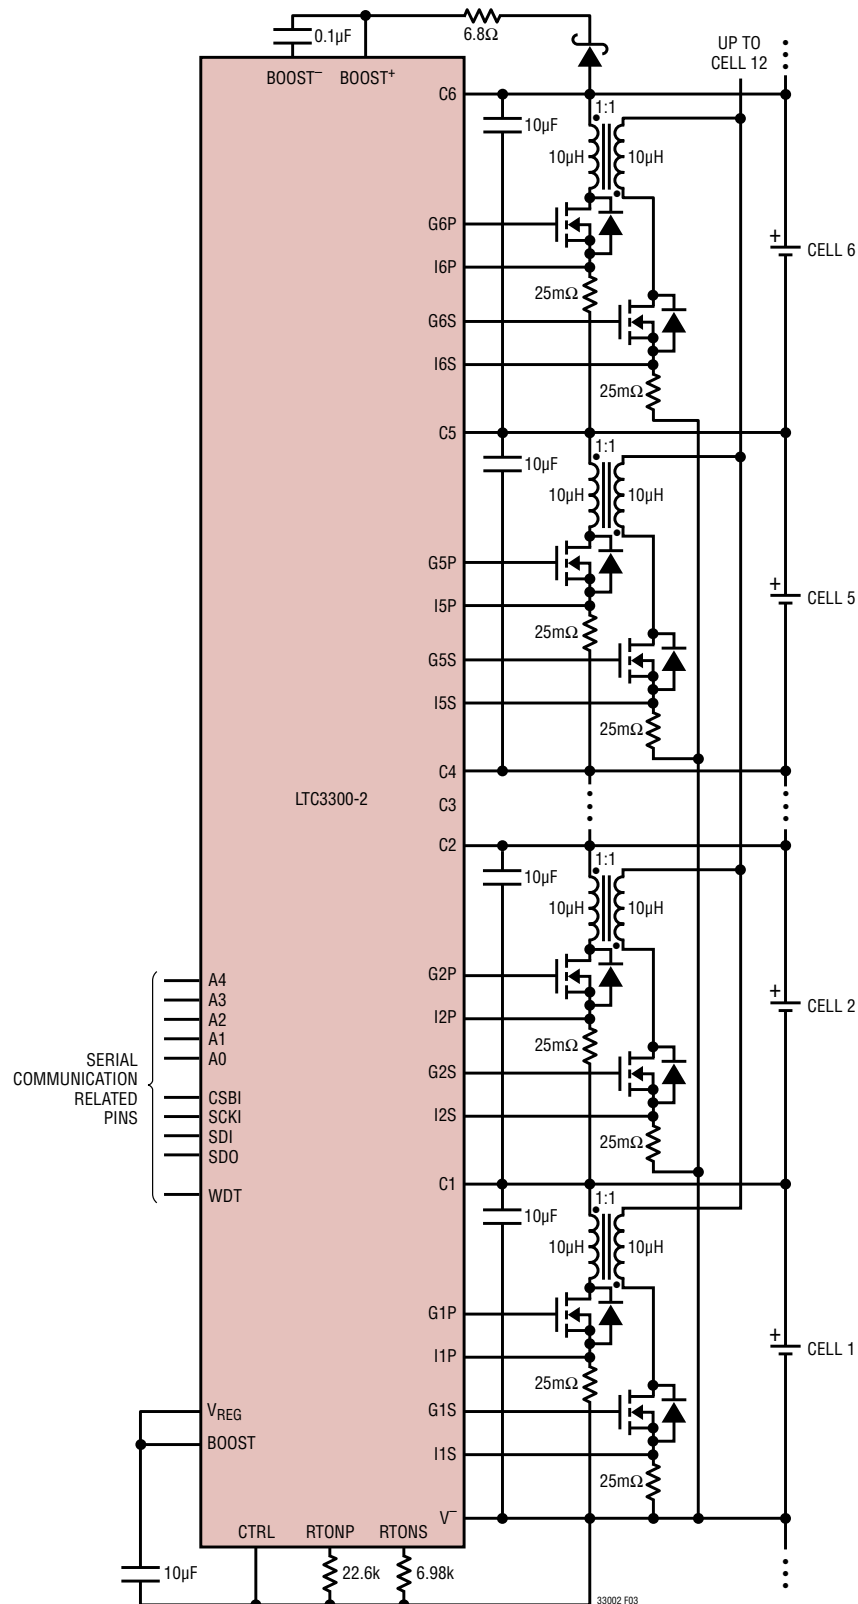 0.1µF
6.8Ω
UP TO
CELL 12
BOOST–
BOOST+
C6
1:1
10µF
10µH
10µH
G6P
CELL 6
I6P
25mΩ
G6S
I6S
25mΩ
C5
1:1
10µF
10µH
10µH
G5P
CELL 5
I5P
25mΩ
G5S
I5S
25mΩ
C4
LTC3300-2
C3
C2
1:1
10µF
10µH
10µH
G2P
CELL 2
I2P
25mΩ
G2S
I2S
25mΩ
A4
A3
A2
A1
A0
SERIAL
COMMUNICATION
RELATED
PINS
CSBI
SCKI
SDI
SDO
WDT
C1
1:1
10µF
10µH
10µH
G1P
CELL 1
I1P
25mΩ
G1S
I1S
25mΩ
VREG
BOOST
V–
CTRL
RTONP
RTONS
10µF
22.6k
6.98k
33002 F03